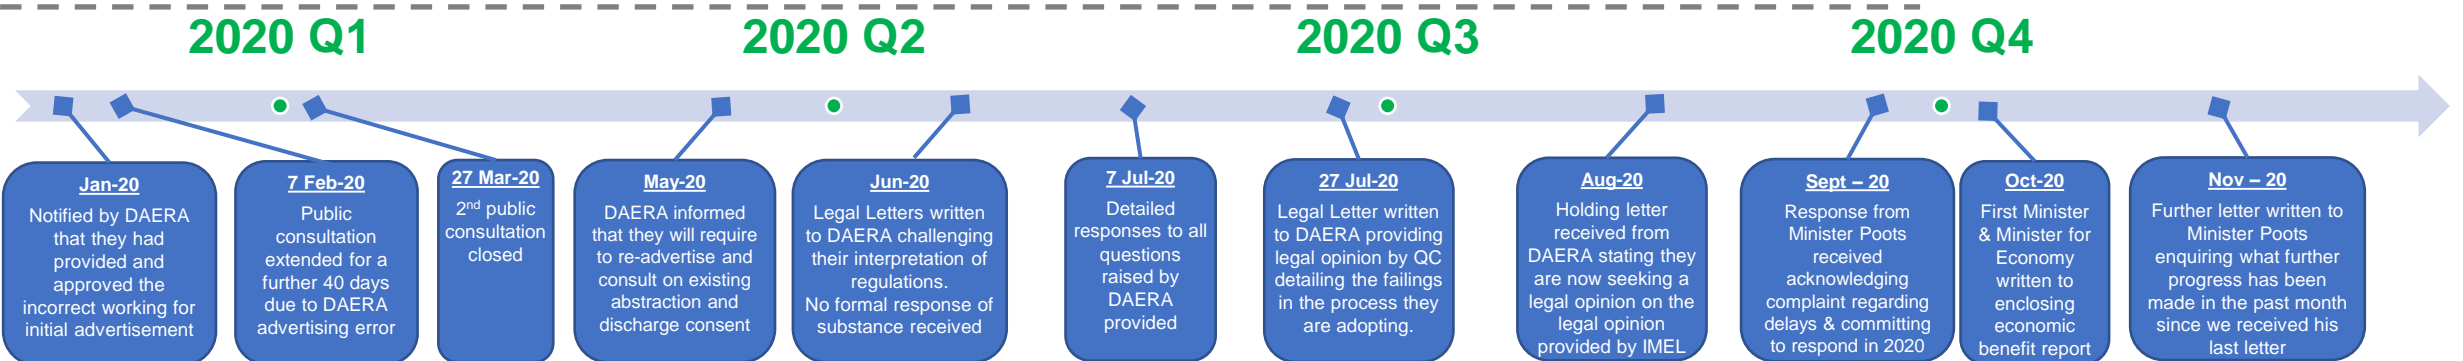 2020 Q1
2020 Q2
2020 Q3
2020 Q4
Jan-20
Notified by DAERA
that they had
provided and
approved the
incorrect working for
initial advertisement
7 Feb-20
Public
consultation
extended for a
further 40 days
due to DAERA
advertising error
27 Mar-20
2nd public
consultation
closed
May-20
DAERA informed
that they will require
to re-advertise and
consult on existing
abstraction and
discharge consent
Jun-20
Legal Letters written
to DAERA challenging
their interpretation of
regulations.
No formal response of
substance received
7 Jul-20
Detailed
responses to all
questions
raised by
DAERA
provided
27 Jul-20
Legal Letter written
to DAERA providing
legal opinion by QC
detailing the failings
in the process they
are adopting.
Aug-20
Holding letter
received from
DAERA stating they
are now seeking a
legal opinion on the
legal opinion
provided by IMEL
Sept – 20
Response from
Minister Poots
received
acknowledging
complaint regarding
delays & committing
to respond in 2020
Oct-20
First Minister
& Minister for
Economy
written to
enclosing
economic
benefit report
Nov – 20
Further letter written to
Minister Poots
enquiring what further
progress has been
made in the past month
since we received his
last letter